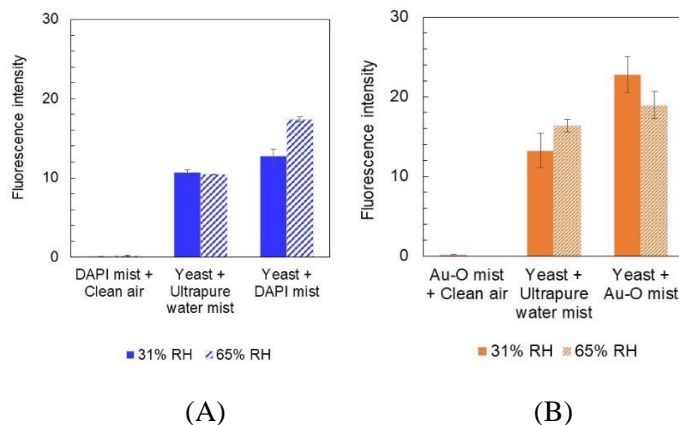 30
20
10
0
Fluorescence intensity
DAPI mist +
Clean air
Yeast +
Ultrapure
water mist
Yeast +
DAPI mist
31% RH 65% RH
(A)
30
20
10
0
Fluorescence intensity
Au-O mist
+ Clean air
Yeast +
Ultrapure
water mist
Yeast +
Au-O mist
31% RH 65% RH
(B)